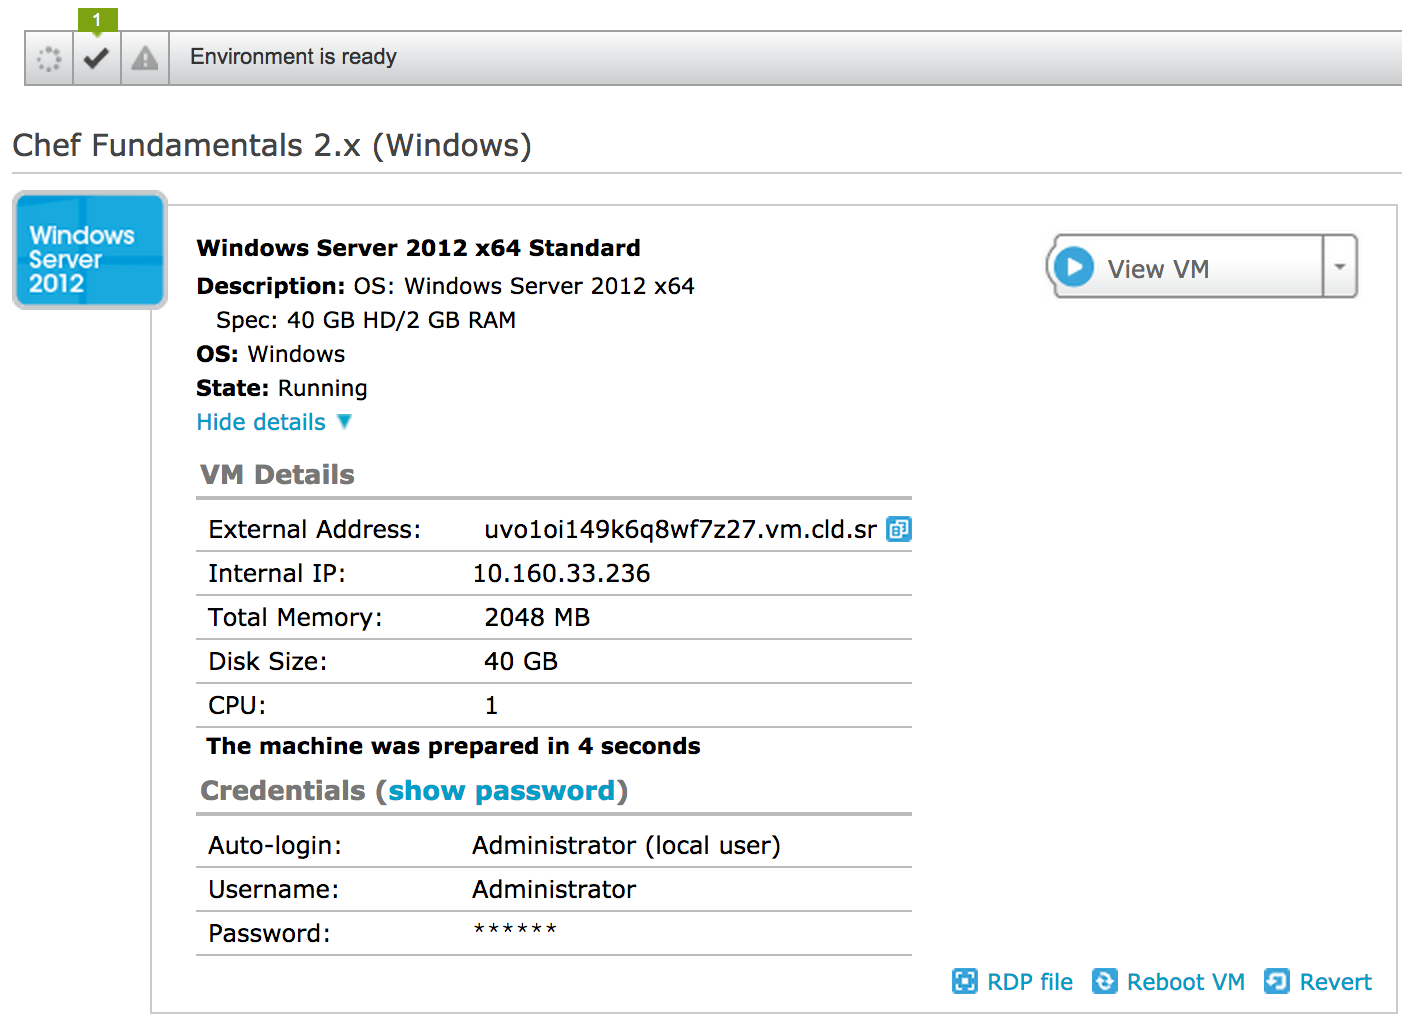 1
Environment is ready
Chef Fundamentals 2.x (Windows)
Windows
Server
2012
Windows Server 2012 x64 Standard
View VM
Description: OS: Windows Server 2012 x64
Spec: 40 GB HD/2 GB RAM
OS: Windows
State: Running
Hide details ▼
VM Details
External Address: uvo1oi149k6q8wf7z27.vm.cld.sr
Internal IP: 10.160.33.236
Total Memory: 2048 MB
Disk Size: 40 GB
CPU: 1
The machine was prepared in 4 seconds
Credentials (show password)
Auto-login: Administrator (local user)
Username: Administrator
Password: ******
RDP file Reboot VM Revert